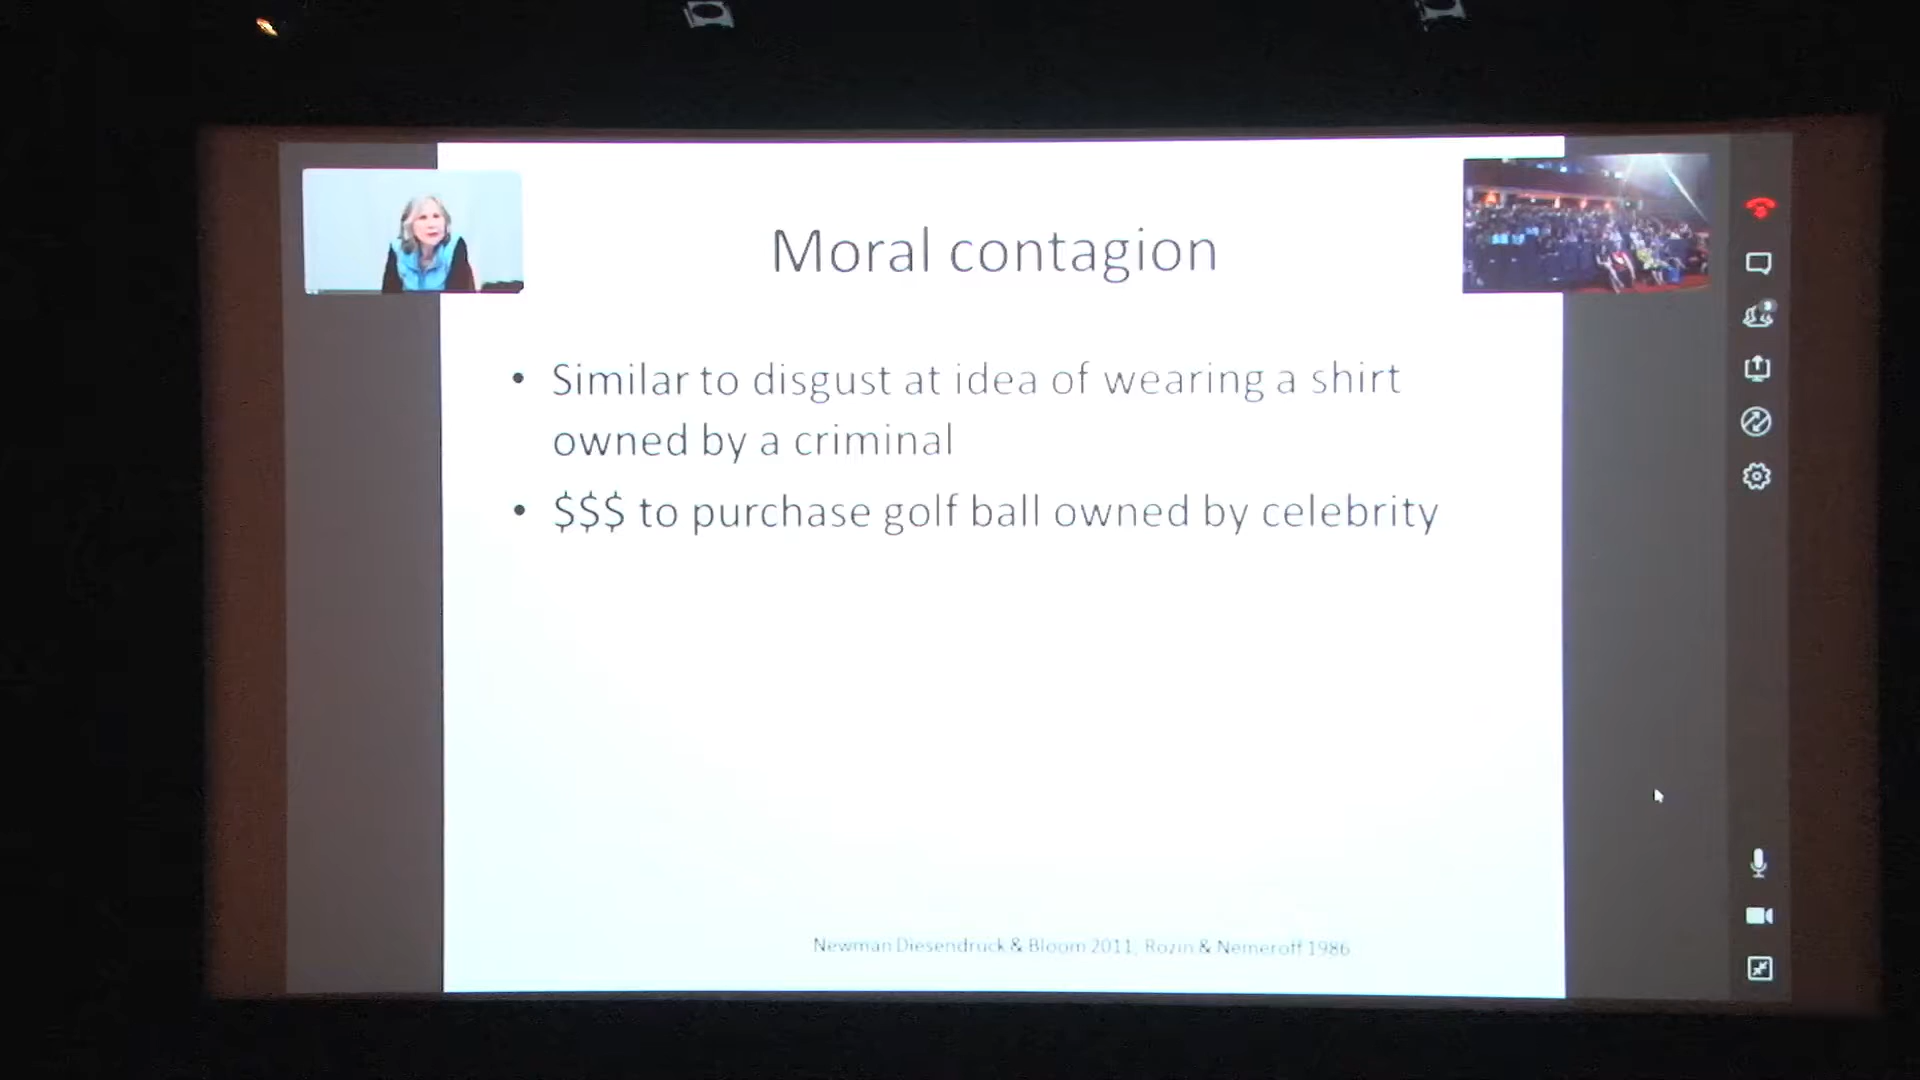 Moral contagion
• Similar to disgust at idea of wearing a shirt
owned by a criminal
• $$$ to purchase golf ball owned by celebrity
Newman Diesendruck & Bloom 2011, Rozin & Nemeroff 1986